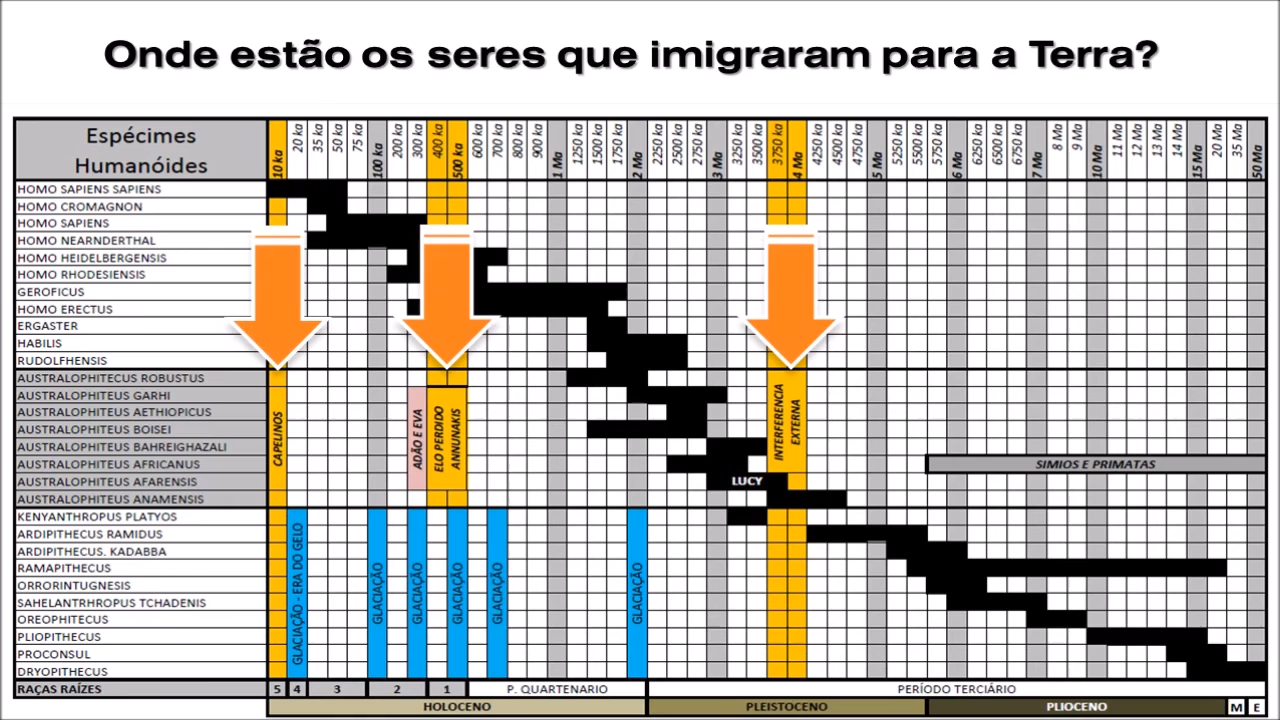 Onde estão os seres que imigraram para a Terra?
Espécimes
Humanóides
10 ka
20 ka
35 ka
50 ka
75 ka
100 ka
200 ka
300 ka
400 ka
500 ka
600 ka
700 ka
800 ka
900 ka
1 Ma
1250 ka
1500 ka
1750 ka
2 Ma
2250 ka
2500 ka
2750 ka
3 Ma
3250 ka
3500 ka
3750 ka
4 Ma
4250 ka
4500 ka
4750 ka
5 Ma
5250 ka
5500 ka
5750 ka
6 Ma
6250 ka
6500 ka
6750 ka
7 Ma
8 Ma
9 Ma
10 Ma
11 Ma
12 Ma
13 Ma
14 Ma
15 Ma
20 Ma
35 Ma
50 Ma
HOMO SAPIENS SAPIENS
HOMO CROMAGNON
HOMO SAPIENS
HOMO NEARNDERTHAL
HOMO HEIDELBERGENSIS
HOMO RHODESIENSIS
GEROFICUS
HOMO ERECTUS
ERGASTER
HABILIS
RUDOLFHENSIS
AUSTRALOPHITECUS ROBUSTUS
AUSTRALOPHITEUS GARHI
AUSTRALOPHITEUS AETHIOPICUS
AUSTRALOPHITEUS BOISEI
AUSTRALOPHITEUS BAHREIGHAZALI
AUSTRALOPHITEUS AFRICANUS
AUSTRALOPHITEUS AFARENSIS
AUSTRALOPHITEUS ANAMENSIS
KENYANTHROPUS PLATYOS
ARDIPITHECUS RAMIDUS
ARDIPITHECUS. KADABBA
RAMAPITHECUS
ORRORINTUGNESIS
SAHELANTRHROPUS TCHADENIS
OREOPHITECUS
PLIOPITHECUS
PROCONSUL
DRYOPITHECUS
CAPELINOS
ADÃO E EVA
ELO PERDIDO
ANNUNAKIS
INTERFERENCIA
EXTERNA
SIMIOS E PRIMATAS
LUCY
GLACIAÇÃO - ERA DO GELO
GLACIAÇÃO
GLACIAÇÃO
GLACIAÇÃO
GLACIAÇÃO
GLACIAÇÃO
RAÇAS RAÍZES 5 4 3 2 1 P. QUARTENARIO PERÍODO TERCIÁRIO
HOLOCENO PLEISTOCENO PLIOCENO M E